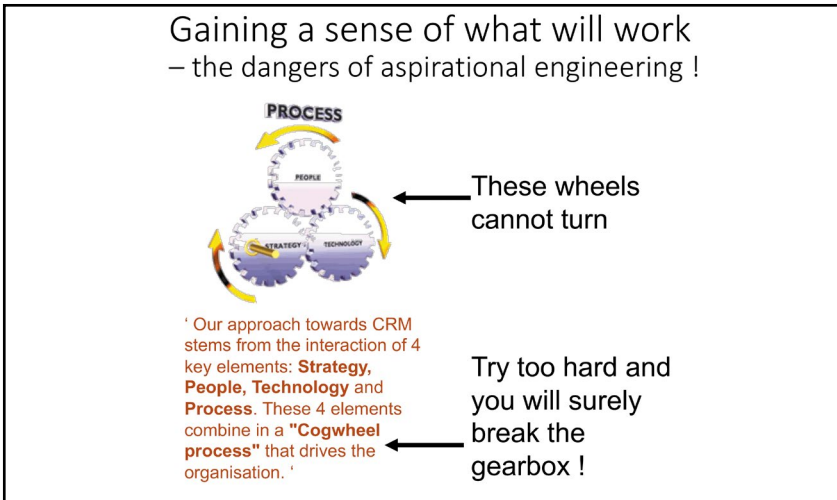 Gaining a sense of what will work
– the dangers of aspirational engineering !
PROCESS
PEOPLE
STRATEGY
TECHNOLOGY
These wheels
cannot turn
‘ Our approach towards CRM
stems from the interaction of 4
key elements: Strategy,
People, Technology and
Process. These 4 elements
combine in a "Cogwheel
process" that drives the
organisation. ‘
Try too hard and
you will surely
break the
gearbox !